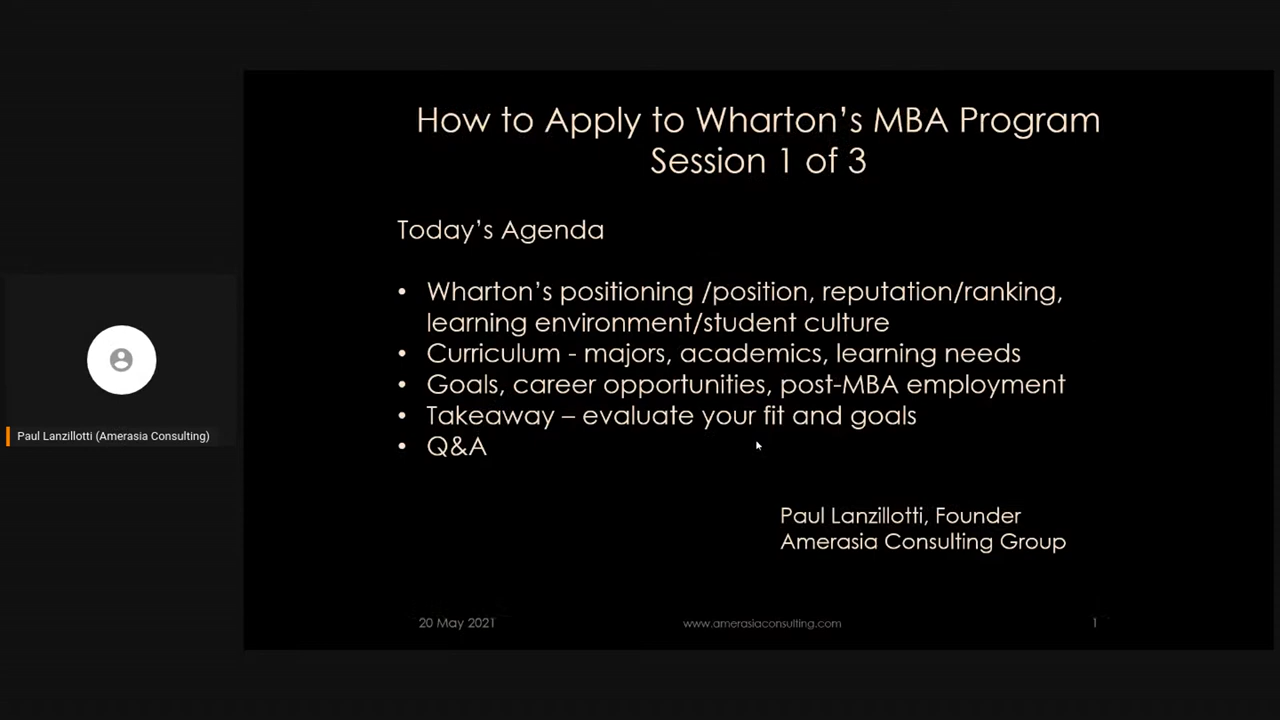 How to Apply to Wharton's MBA Program
Session 1 of 3
Today's Agenda
• Wharton's positioning /position, reputation/ranking,
learning environment/student culture
• Curriculum - majors, academics, learning needs
• Goals, career opportunities, post-MBA employment
• Takeaway – evaluate your fit and goals
• Q&A
Paul Lanzillotti (Amerasia Consulting)
Paul Lanzillotti, Founder
Amerasia Consulting Group
20 May 2021
www.amerasiaconsulting.com
1